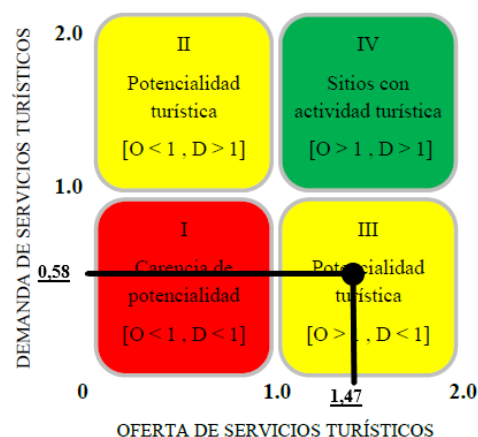 DEMANDA DE SERVICIOS TURÍSTICOS
2.0
1.0
0,58
0
II
Potencialidad
turística
[O < 1 , D > 1]
IV
Sitios con
actividad turística
[O > 1 , D > 1]
I
Carencia de
potencialidad
[O < 1 , D < 1]
III
Potencialidad
turística
[O > 1 , D < 1]
1.0
1,47
2.0
OFERTA DE SERVICIOS TURÍSTICOS